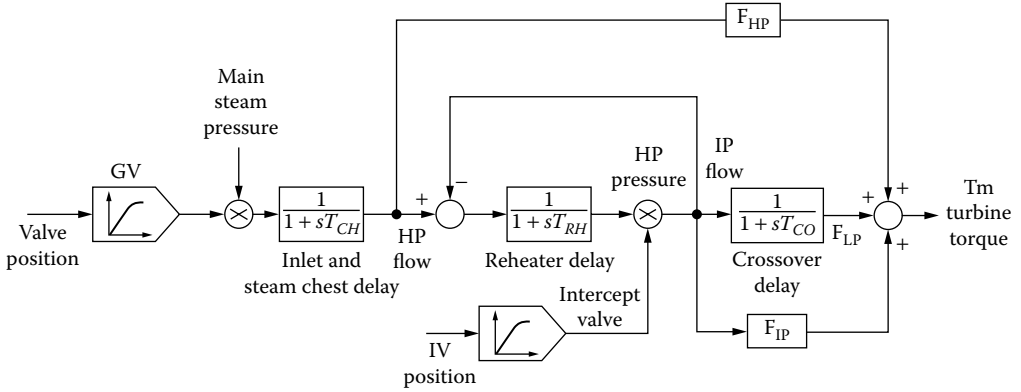 F_HP
Main
steam
pressure
GV
HP
pressure
IP
flow
Tm
turbine
torque
Valve
position
1
1 + sT_CH
HP
flow
1
1 + sT_RH
1
1 + sT_CO
F_LP
+
−
+
+
+
Inlet and
steam chest delay
Reheater delay
Crossover
delay
Intercept
valve
IV
position
F_IP